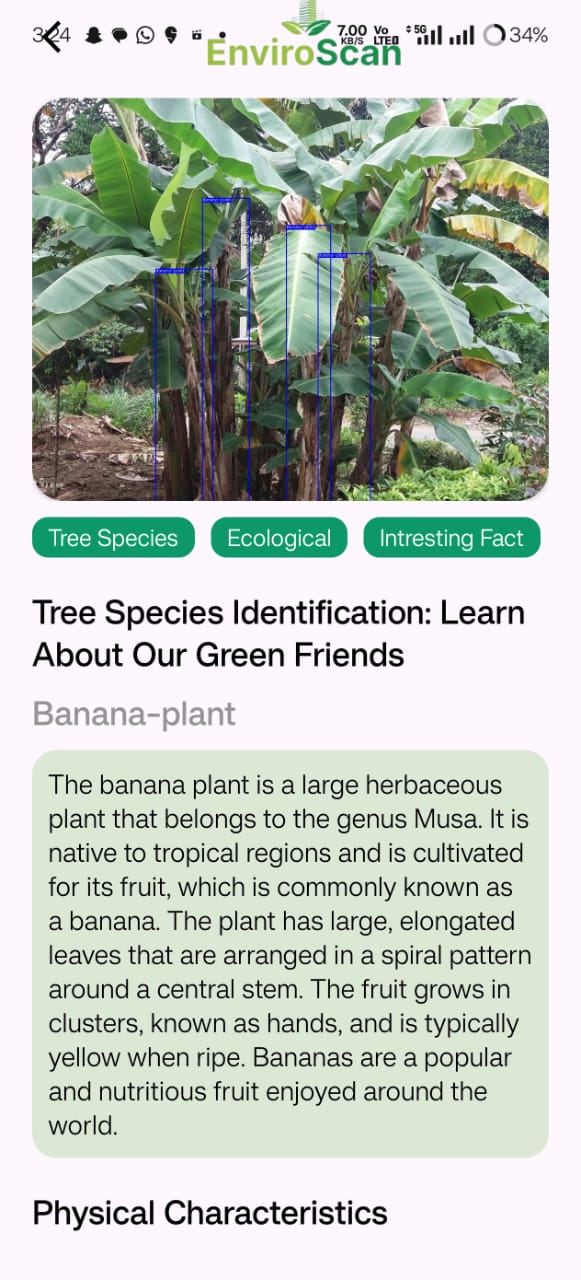 3:24
7.00 KB/S Vo LTE 5G 34%
EnviroScan
Tree Species
Ecological
Intresting Fact
Tree Species Identification: Learn
About Our Green Friends
Banana-plant
The banana plant is a large herbaceous
plant that belongs to the genus Musa. It is
native to tropical regions and is cultivated
for its fruit, which is commonly known as
a banana. The plant has large, elongated
leaves that are arranged in a spiral pattern
around a central stem. The fruit grows in
clusters, known as hands, and is typically
yellow when ripe. Bananas are a popular
and nutritious fruit enjoyed around the
world.
Physical Characteristics